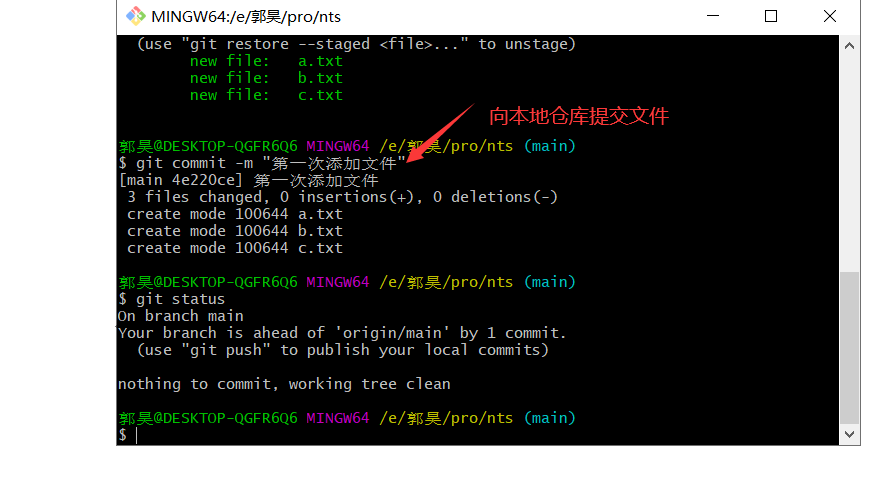 MINGW64:/e/郭昊/pro/nts
(use "git restore --staged <file>..." to unstage)
new file:   a.txt
new file:   b.txt
new file:   c.txt
向本地仓库提交文件
郭昊@DESKTOP-QGFR6Q6 MINGW64 /e/郭昊/pro/nts (main)
$ git commit -m "第一次添加文件"
[main 4e220ce] 第一次添加文件
3 files changed, 0 insertions(+), 0 deletions(-)
create mode 100644 a.txt
create mode 100644 b.txt
create mode 100644 c.txt
郭昊@DESKTOP-QGFR6Q6 MINGW64 /e/郭昊/pro/nts (main)
$ git status
On branch main
Your branch is ahead of 'origin/main' by 1 commit.
(use "git push" to publish your local commits)
nothing to commit, working tree clean
郭昊@DESKTOP-QGFR6Q6 MINGW64 /e/郭昊/pro/nts (main)
$